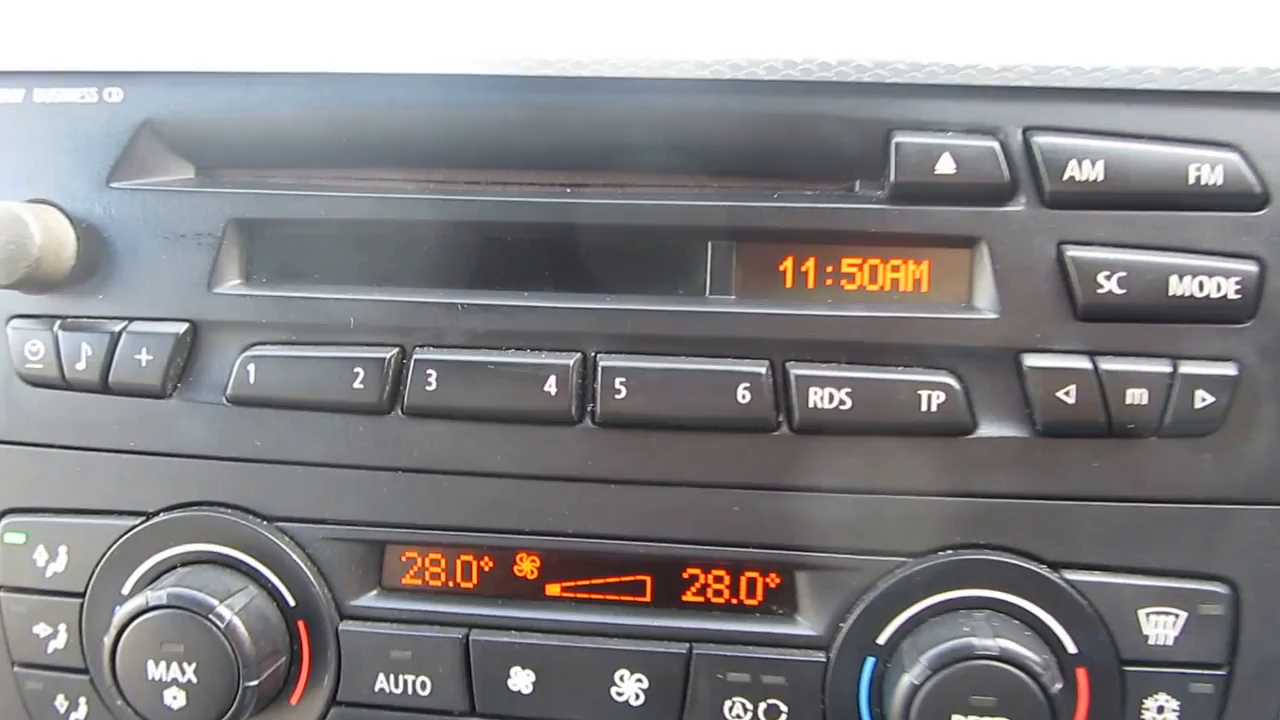 BUSINESS CD
AM FM
11:50AM
SC MODE
1 2 3 4 5 6 RDS TP m
28.0° 28.0°
MAX
AUTO
A